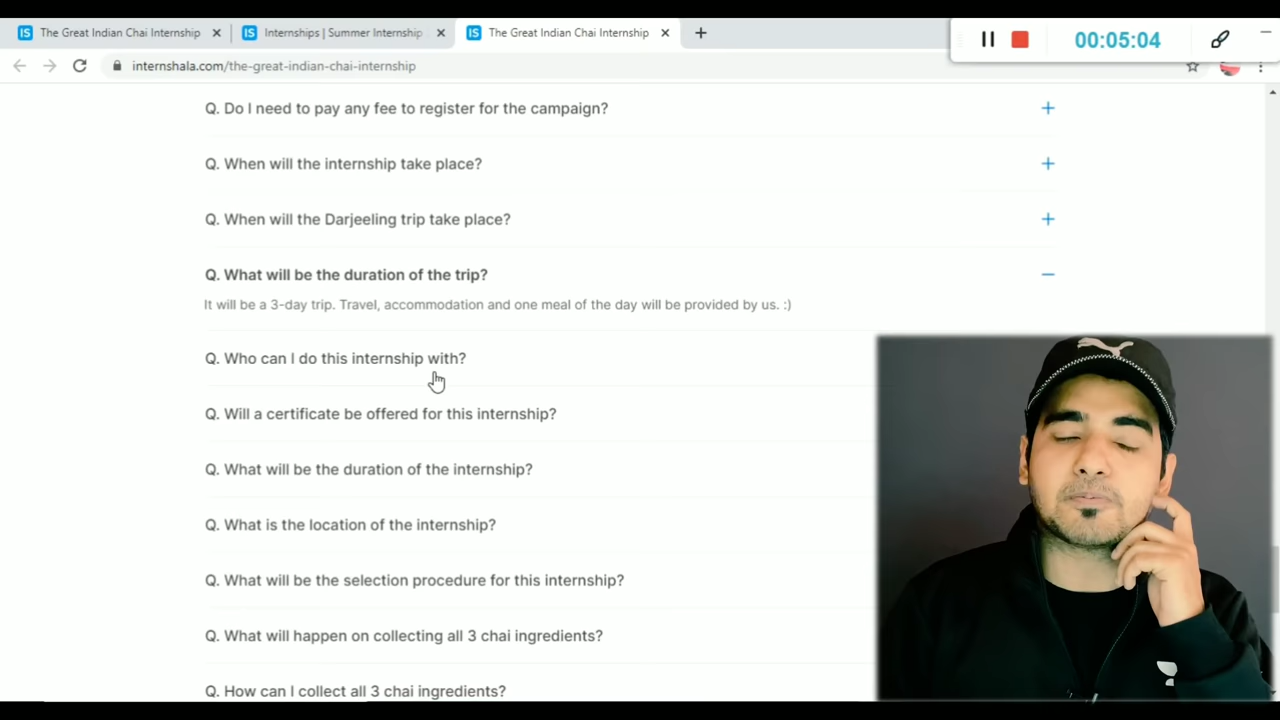 IS The Great Indian Chai Internship
IS Internships | Summer Internship
IS The Great Indian Chai Internship
00:05:04
internshala.com/the-great-indian-chai-internship
Q. Do I need to pay any fee to register for the campaign?
Q. When will the internship take place?
Q. When will the Darjeeling trip take place?
Q. What will be the duration of the trip?
It will be a 3-day trip. Travel, accommodation and one meal of the day will be provided by us. :)
Q. Who can I do this internship with?
Q. Will a certificate be offered for this internship?
Q. What will be the duration of the internship?
Q. What is the location of the internship?
Q. What will be the selection procedure for this internship?
Q. What will happen on collecting all 3 chai ingredients?
Q. How can I collect all 3 chai ingredients?